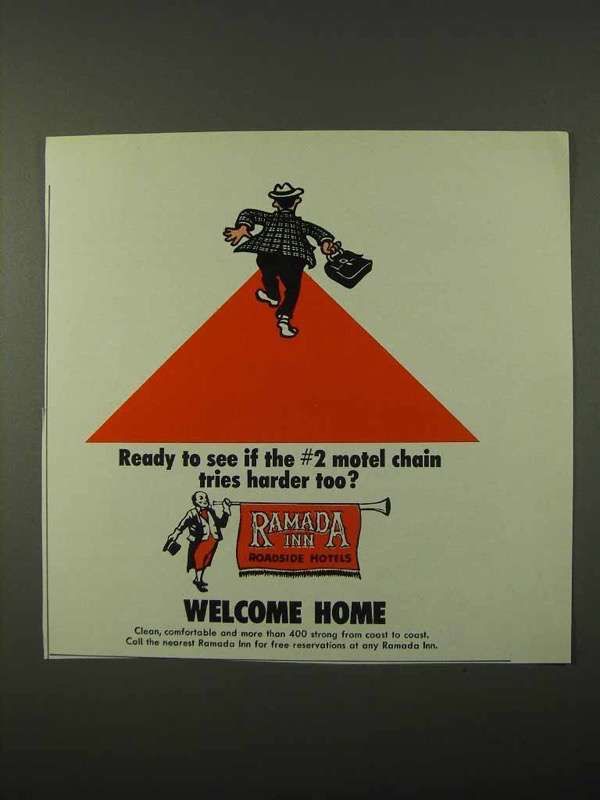 Ready to see if the #2 motel chain
tries harder too?
RAMADA
INN
ROADSIDE HOTELS
WELCOME HOME
Clean, comfortable and more than 400 strong from coast to coast.
Call the nearest Ramada Inn for free reservations at any Ramada Inn.